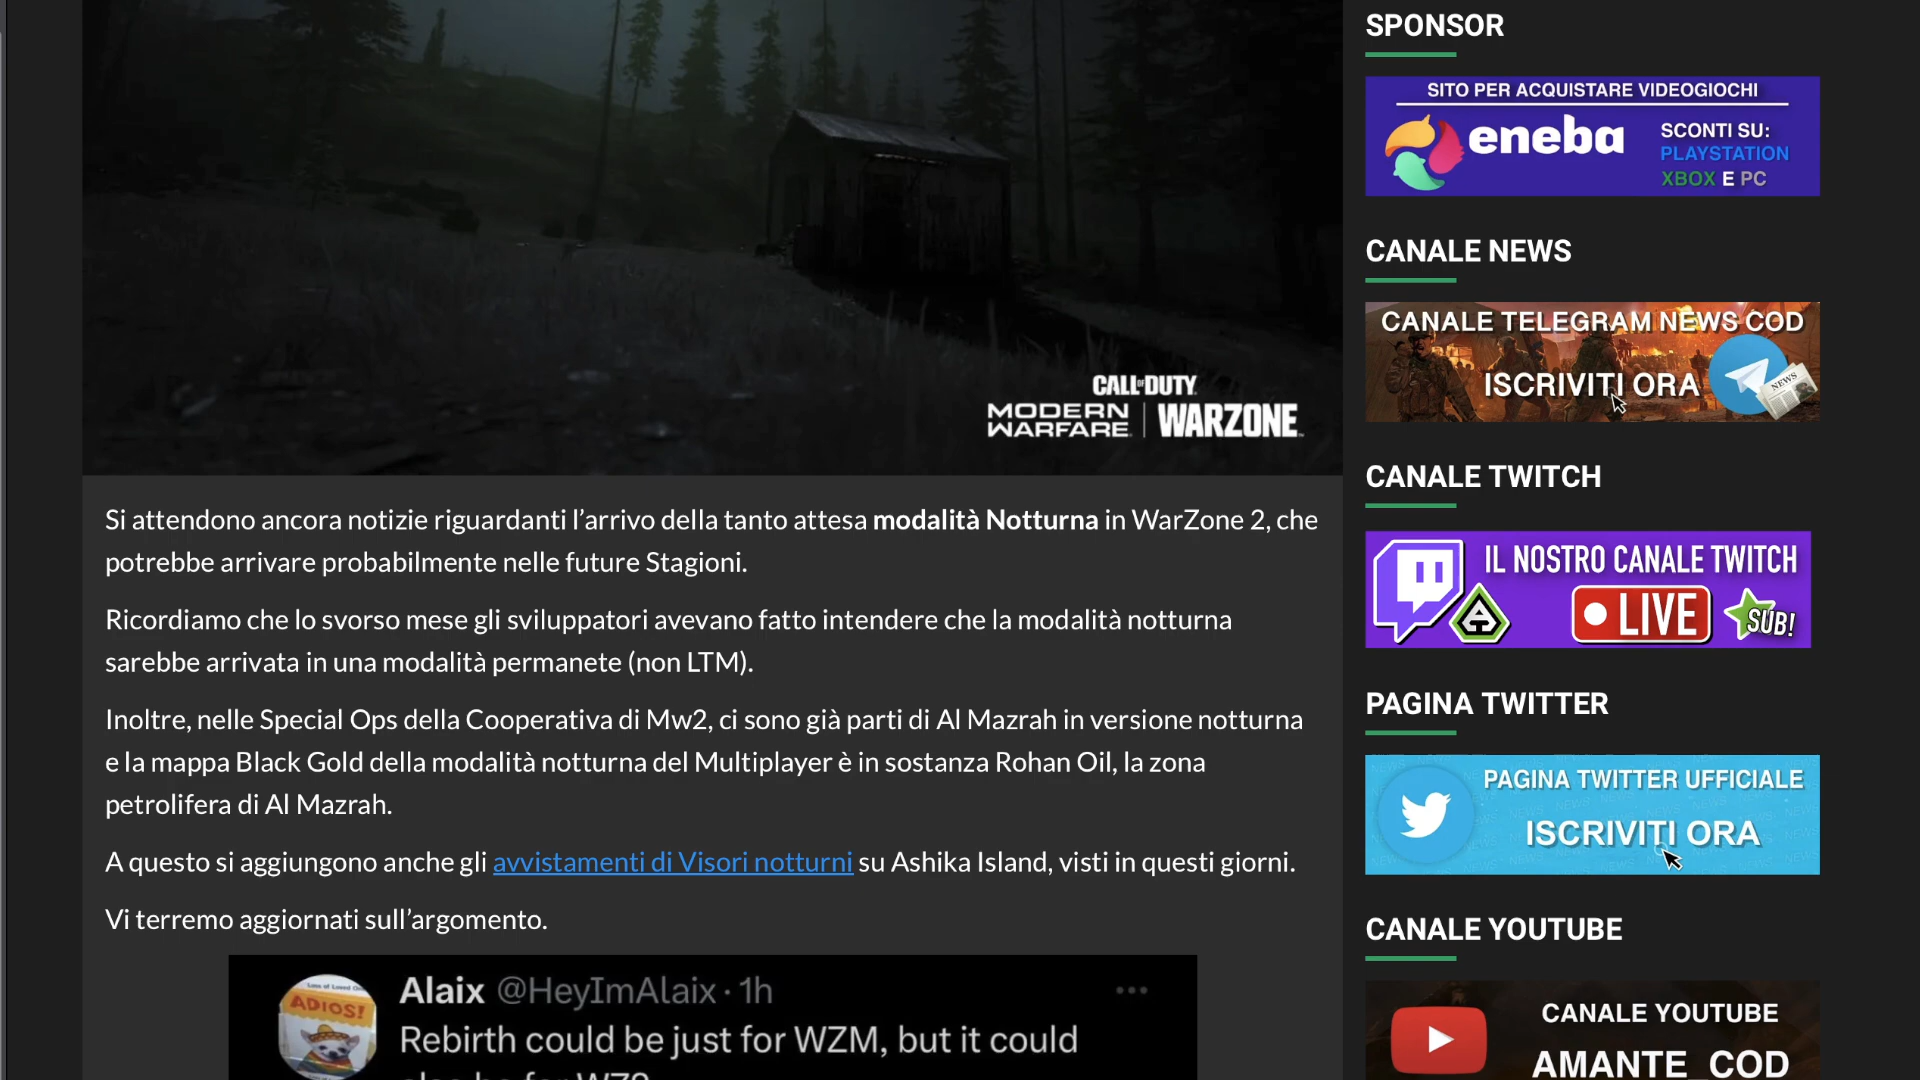 CALL OF DUTY
MODERN WARFARE | WARZONE
Si attendono ancora notizie riguardanti l’arrivo della tanto attesa modalità Notturna in WarZone 2, che
potrebbe arrivare probabilmente nelle future Stagioni.
Ricordiamo che lo svorso mese gli sviluppatori avevano fatto intendere che la modalità notturna
sarebbe arrivata in una modalità permanete (non LTM).
Inoltre, nelle Special Ops della Cooperativa di Mw2, ci sono già parti di Al Mazrah in versione notturna
e la mappa Black Gold della modalità notturna del Multiplayer è in sostanza Rohan Oil, la zona
petrolifera di Al Mazrah.
A questo si aggiungono anche gli avvistamenti di Visori notturni su Ashika Island, visti in questi giorni.
Vi terremo aggiornati sull’argomento.
ADIOS!
Alaix @HeyImAlaix · 1h
Rebirth could be just for WZM, but it could
SPONSOR
SITO PER ACQUISTARE VIDEOGIOCHI
eneba
SCONTI SU:
PLAYSTATION
XBOX E PC
CANALE NEWS
CANALE TELEGRAM NEWS COD
ISCRIVITI ORA
NEWS
CANALE TWITCH
IL NOSTRO CANALE TWITCH
LIVE
SUB!
PAGINA TWITTER
PAGINA TWITTER UFFICIALE
ISCRIVITI ORA
CANALE YOUTUBE
CANALE YOUTUBE
AMANTE COD